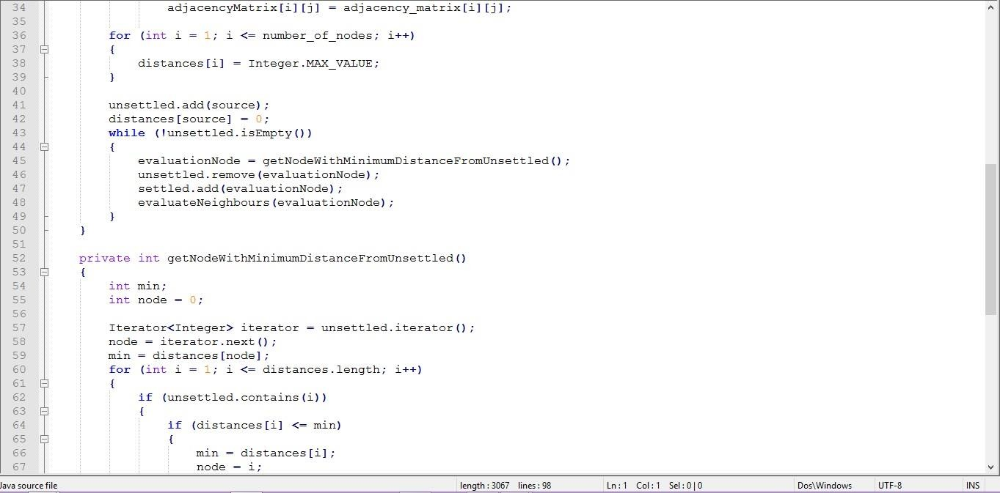 34 adjacencyMatrix[i][j] = adjacency_matrix[i][j];
35
36 for (int i = 1; i <= number_of_nodes; i++)
37 {
38 distances[i] = Integer.MAX_VALUE;
39 }
40
41 unsettled.add(source);
42 distances[source] = 0;
43 while (!unsettled.isEmpty())
44 {
45 evaluationNode = getNodeWithMinimumDistanceFromUnsettled();
46 unsettled.remove(evaluationNode);
47 settled.add(evaluationNode);
48 evaluateNeighbours(evaluationNode);
49 }
50 }
51
52 private int getNodeWithMinimumDistanceFromUnsettled()
53 {
54 int min;
55 int node = 0;
56
57 Iterator<Integer> iterator = unsettled.iterator();
58 node = iterator.next();
59 min = distances[node];
60 for (int i = 1; i <= distances.length; i++)
61 {
62 if (unsettled.contains(i))
63 {
64 if (distances[i] <= min)
65 {
66 min = distances[i];
67 node = i;
Java source file length : 3067 lines : 98 Ln : 1 Col : 1 Sel : 0 | 0 Dos\Windows UTF-8 INS